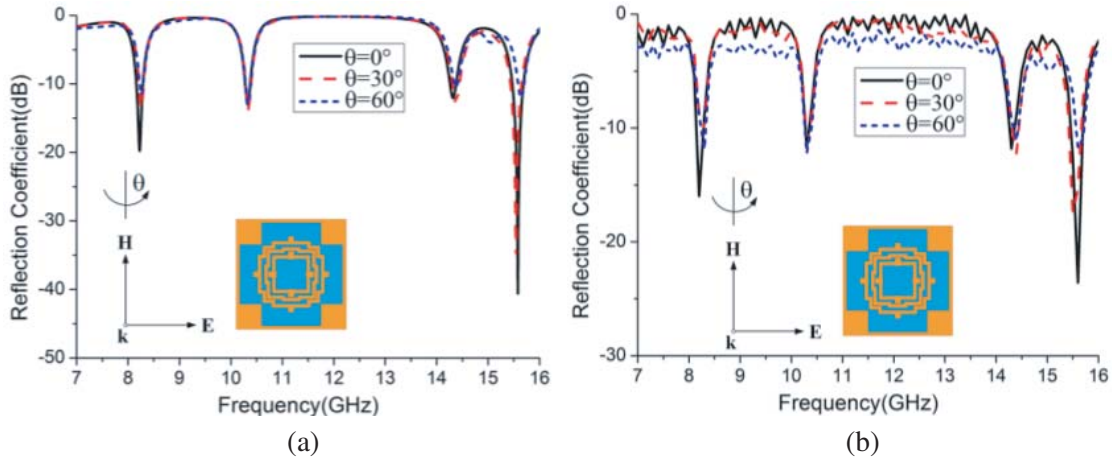 0
-10
-20
-30
-40
-50
Reflection Coefficient(dB)
θ=0°
θ=30°
θ=60°
θ
H
E
k
7 8 9 10 11 12 13 14 15 16
Frequency(GHz)
(a)
0
-10
-20
-30
Reflection Coefficient(dB)
θ=0°
θ=30°
θ=60°
θ
H
E
k
7 8 9 10 11 12 13 14 15 16
Frequency(GHz)
(b)